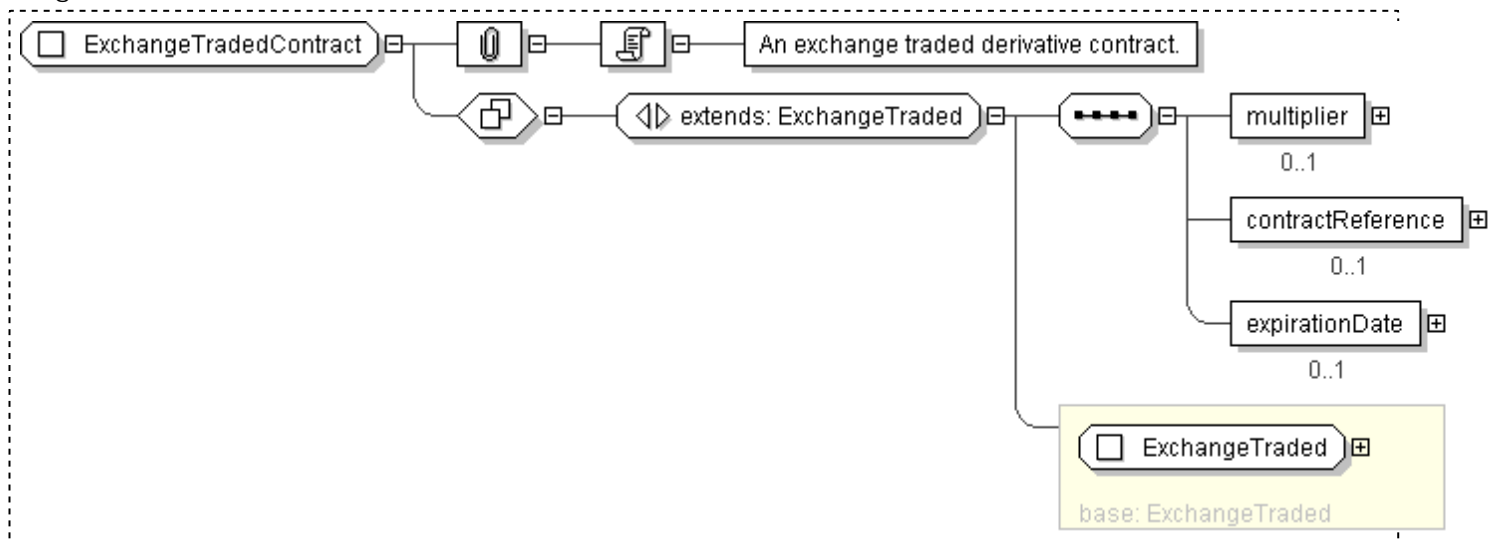 ExchangeTradedContract
An exchange traded derivative contract.
extends: ExchangeTraded
multiplier
0..1
contractReference
0..1
expirationDate
0..1
ExchangeTraded
base: ExchangeTraded